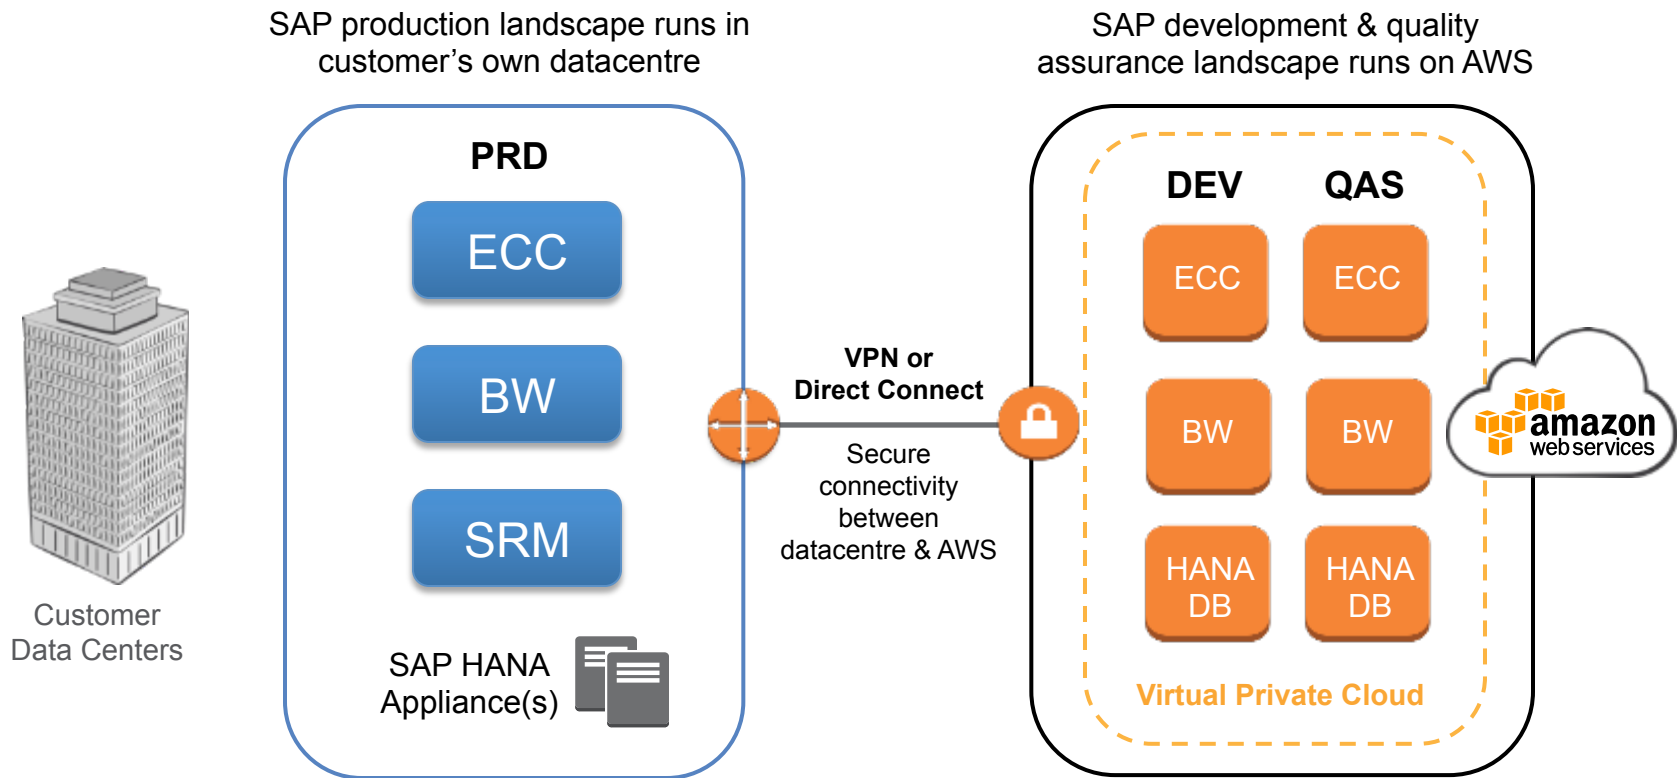 SAP production landscape runs in
customer’s own datacentre
SAP development & quality
assurance landscape runs on AWS
PRD
ECC
BW
SRM
SAP HANA
Appliance(s)
Customer
Data Centers
VPN or
Direct Connect
Secure
connectivity
between
datacentre & AWS
DEV QAS
ECC ECC
BW BW
HANA HANA
DB DB
Virtual Private Cloud
amazon
webservices